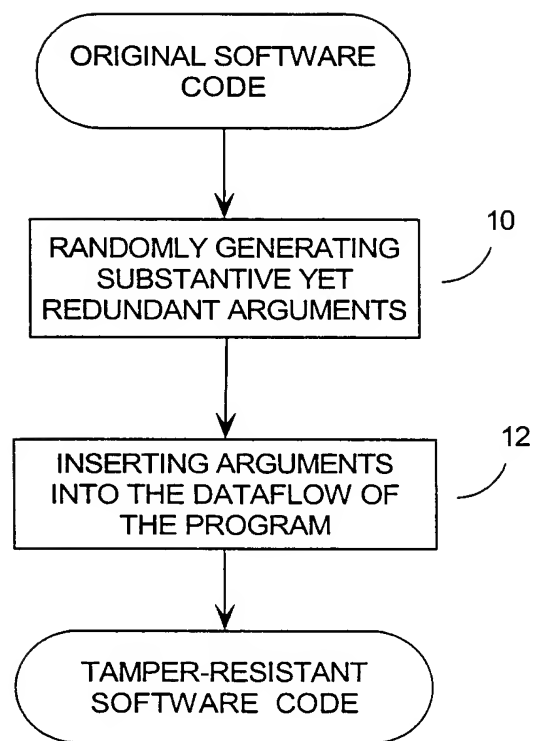 ORIGINAL SOFTWARE
CODE
10
RANDOMLY GENERATING
SUBSTANTIVE YET
REDUNDANT ARGUMENTS
12
INSERTING ARGUMENTS
INTO THE DATAFLOW OF
THE PROGRAM
TAMPER-RESISTANT
SOFTWARE CODE